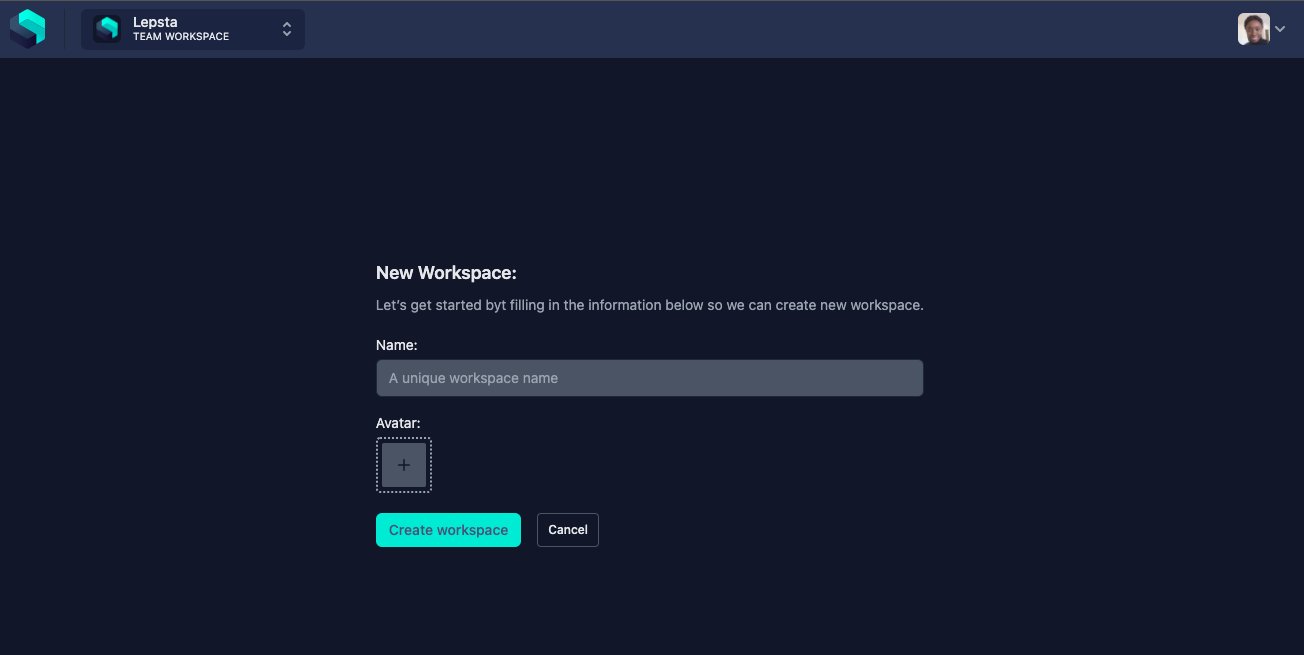 Lepsta
TEAM WORKSPACE
New Workspace:
Let’s get started byt filling in the information below so we can create new workspace.
Name:
A unique workspace name
Avatar:
Create workspace
Cancel